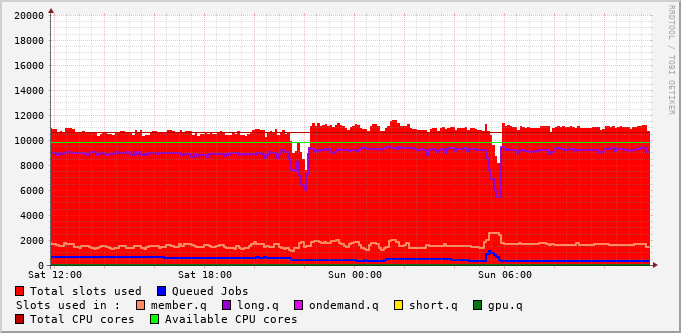 RRDTOOL / TOBI OETIKER
20000
18000
16000
14000
12000
10000
8000
6000
4000
2000
0
Sat 12:00 Sat 18:00 Sun 00:00 Sun 06:00
Total slots used Queued Jobs
Slots used in : member.q long.q ondemand.q short.q gpu.q
Total CPU cores Available CPU cores